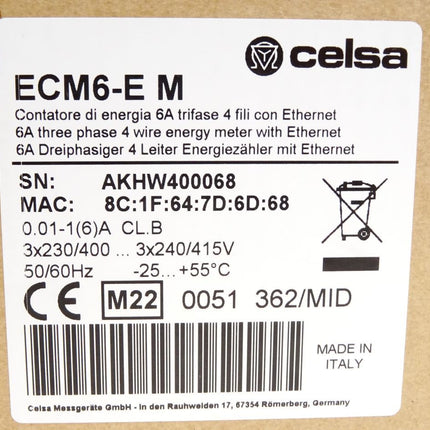 celsa
ECM6-E M
Contatore di energia 6A trifase 4 fili con Ethernet
6A three phase 4 wire energy meter with Ethernet
6A Dreiphasiger 4 Leiter Energiezähler mit Ethernet
SN: AKHW400068
MAC: 8C:1F:64:7D:6D:68
0.01-1(6)A CL.B
3x230/400 ... 3x240/415V
50/60Hz -25... +55°C
CE M22 0051 362/MID
MADE IN
ITALY
Celsa Messgeräte GmbH - In den Rauhweiden 17, 67354 Römerberg, Germany